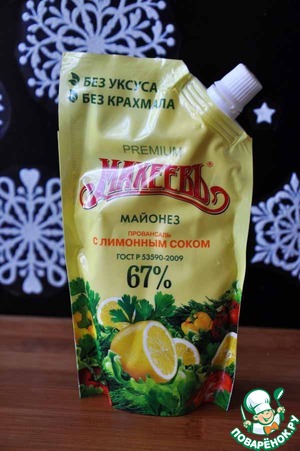 БЕЗ УКСУСА
БЕЗ КРАХМАЛА
PREMIUM
МАХЕЕВЪ
МАЙОНЕЗ
ПРОВАНСАЛЬ
С ЛИМОННЫМ СОКОМ
ГОСТ Р 53590-2009
67%
ПОВАРЁНОК.РУ